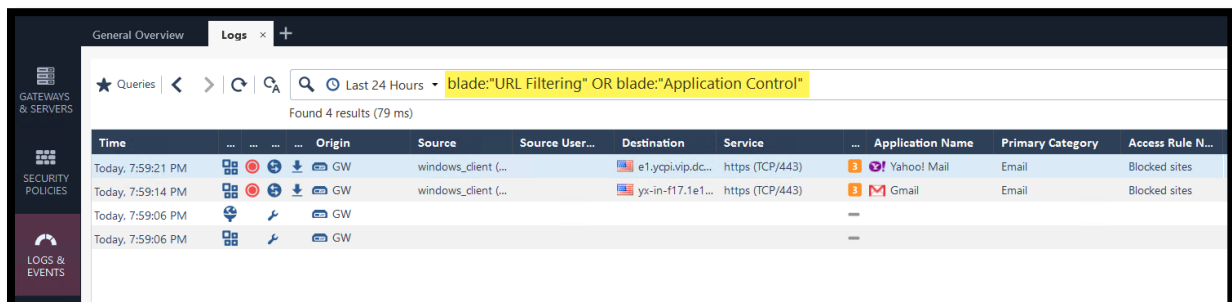 General Overview Logs × +
GATEWAYS
& SERVERS
Queries Last 24 Hours blade:"URL Filtering" OR blade:"Application Control"
Found 4 results (79 ms)
Time ... ... ... ... Origin Source Source User... Destination Service ... Application Name Primary Category Access Rule N...
Today, 7:59:21 PM GW windows_client (... e1.ycpi.vip.dc... https (TCP/443) 3 Yahoo! Mail Email Blocked sites
SECURITY
POLICIES
Today, 7:59:14 PM GW windows_client (... yx-in-f17.1e1... https (TCP/443) 3 Gmail Email Blocked sites
Today, 7:59:06 PM GW
Today, 7:59:06 PM GW
LOGS &
EVENTS